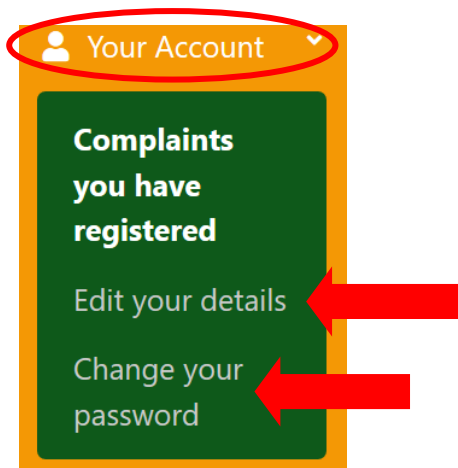 Your Account
Complaints
you have
registered
Edit your details
Change your
password